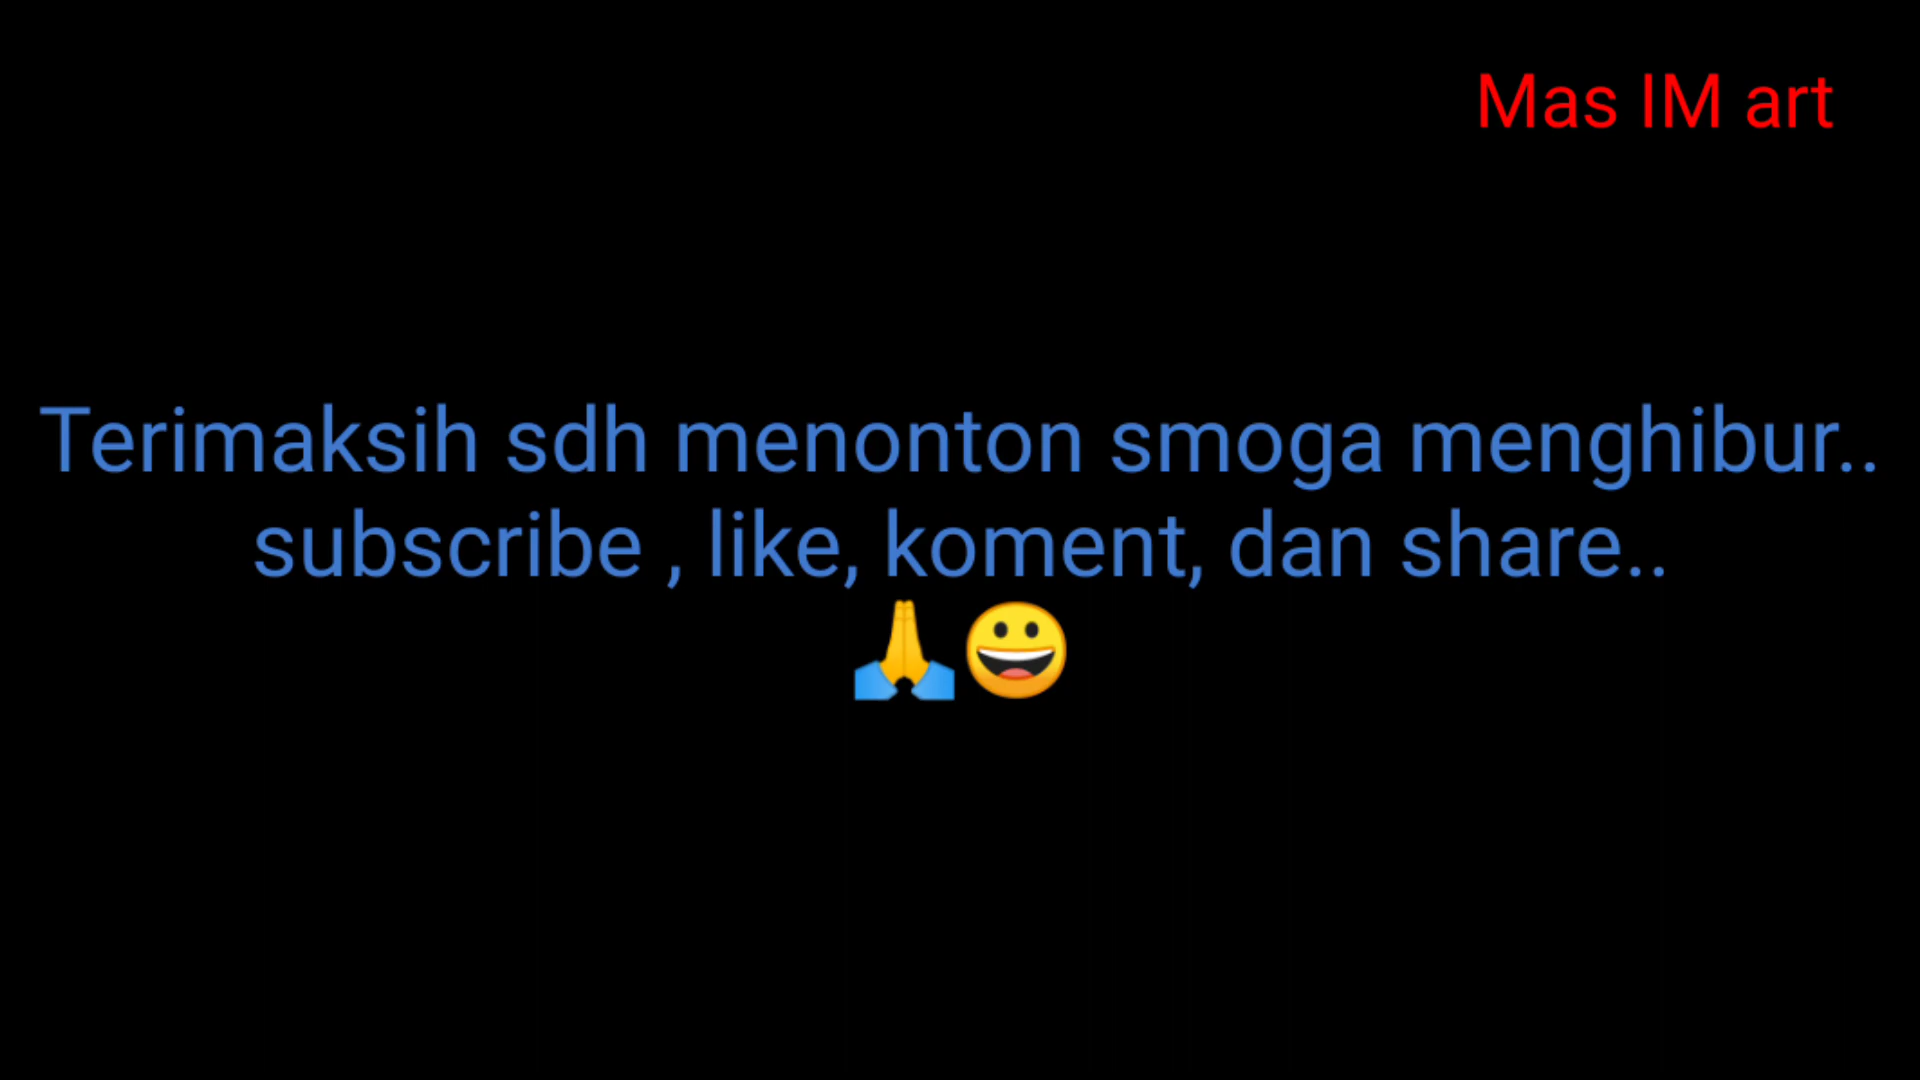 Mas IM art
Terimaksih sdh menonton smoga menghibur..
subscribe , like, koment, dan share..
🙏😀